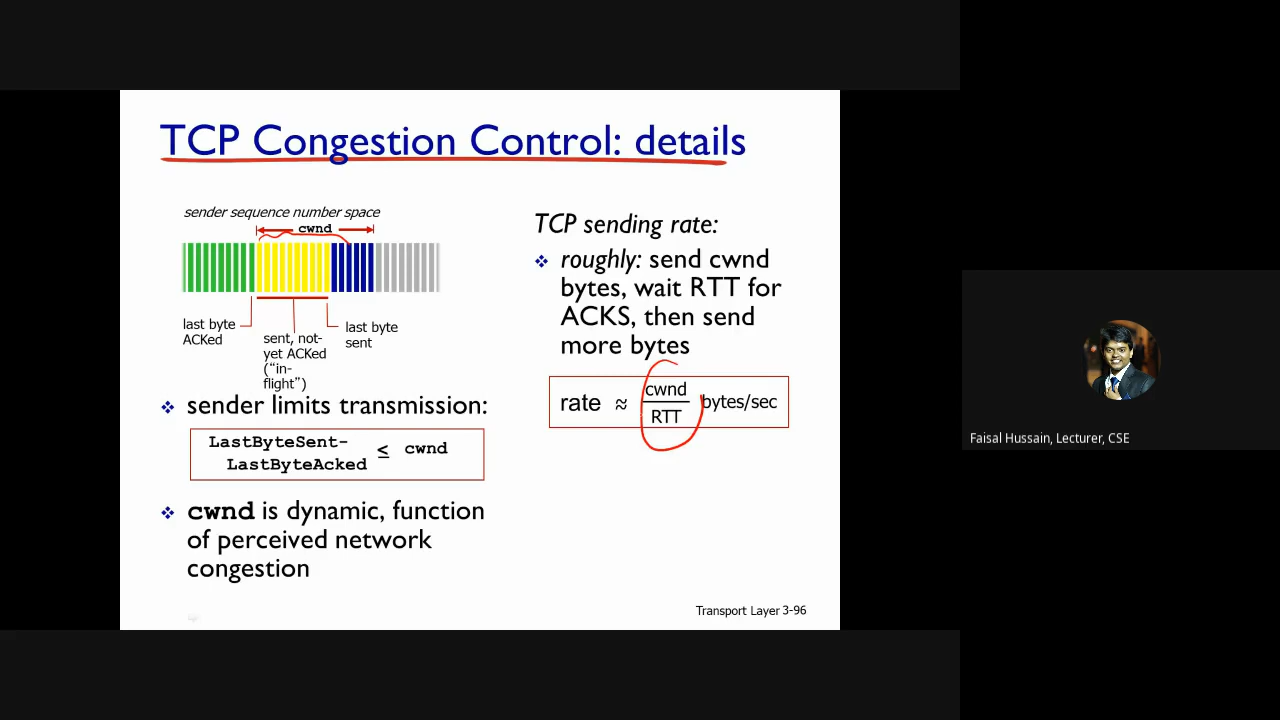 TCP Congestion Control: details
sender sequence number space
cwnd
last byte
ACKed
sent, not-
yet ACKed
("in-
flight")
last byte
sent
❖ sender limits transmission:
LastByteSent-
LastByteAcked ≤ cwnd
❖ cwnd is dynamic, function
of perceived network
congestion
TCP sending rate:
❖ roughly: send cwnd
bytes, wait RTT for
ACKS, then send
more bytes
rate ≈ cwnd
RTT bytes/sec
Transport Layer 3-96
Faisal Hussain, Lecturer, CSE